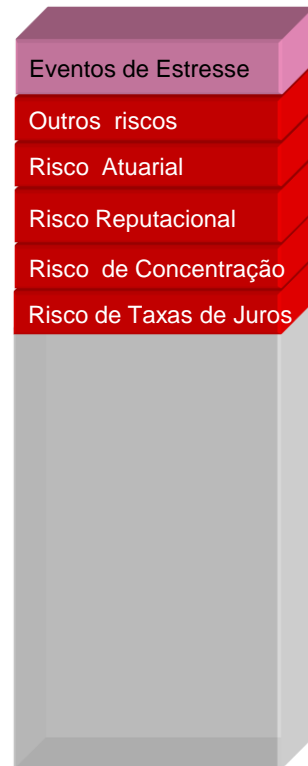 Eventos de Estresse
Outros riscos
Risco Atuarial
Risco Reputacional
Risco de Concentração
Risco de Taxas de Juros